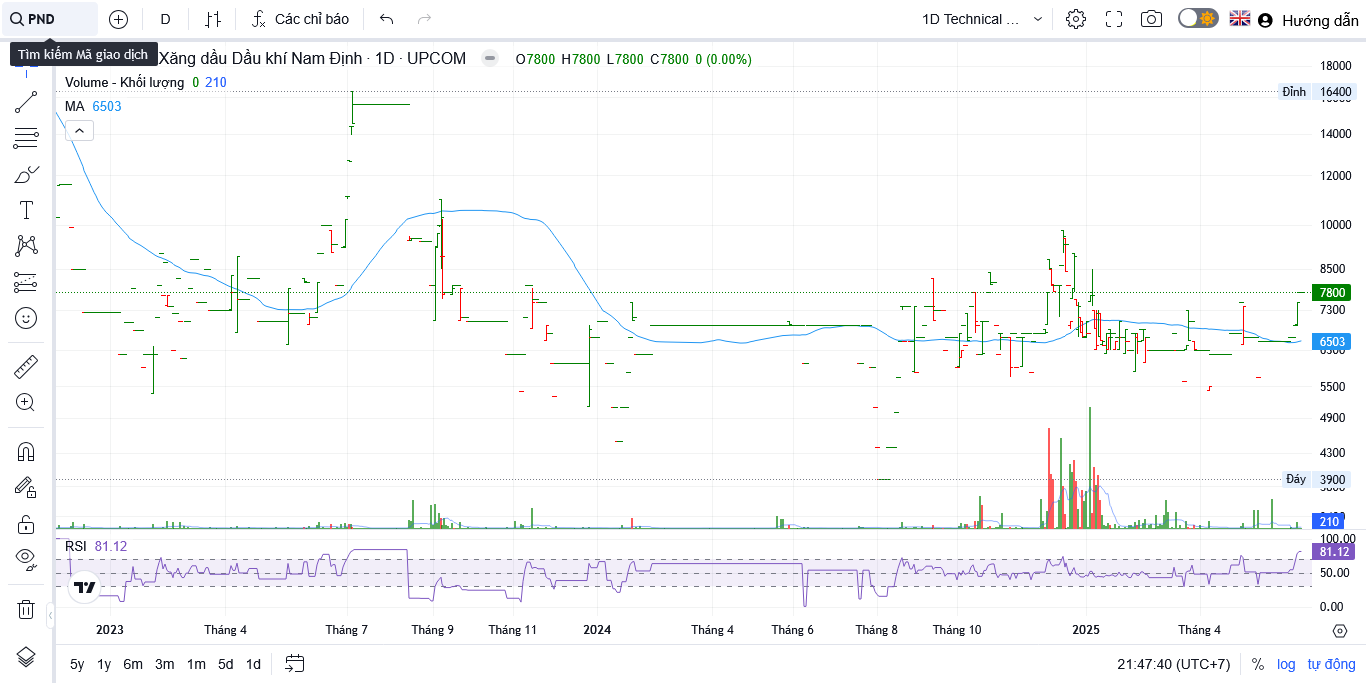 PND
D
Các chỉ báo
1D Technical ...
Hướng dẫn
Tìm kiếm Mã giao dịch
Xăng dầu Dầu khí Nam Định · 1D · UPCOM
O7800 H7800 L7800 C7800 0 (0.00%)
Volume - Khối lượng 0 210
MA 6503
18000
Đỉnh 16400
14000
12000
10000
8500
7800
7300
6503
5500
4900
4300
Đáy 3900
210
RSI 81.12
100.00
81.12
50.00
0.00
2023 Tháng 4 Tháng 7 Tháng 9 Tháng 11 2024 Tháng 4 Tháng 6 Tháng 8 Tháng 10 2025 Tháng 4
5y 1y 6m 3m 1m 5d 1d
21:47:40 (UTC+7) % log tự động